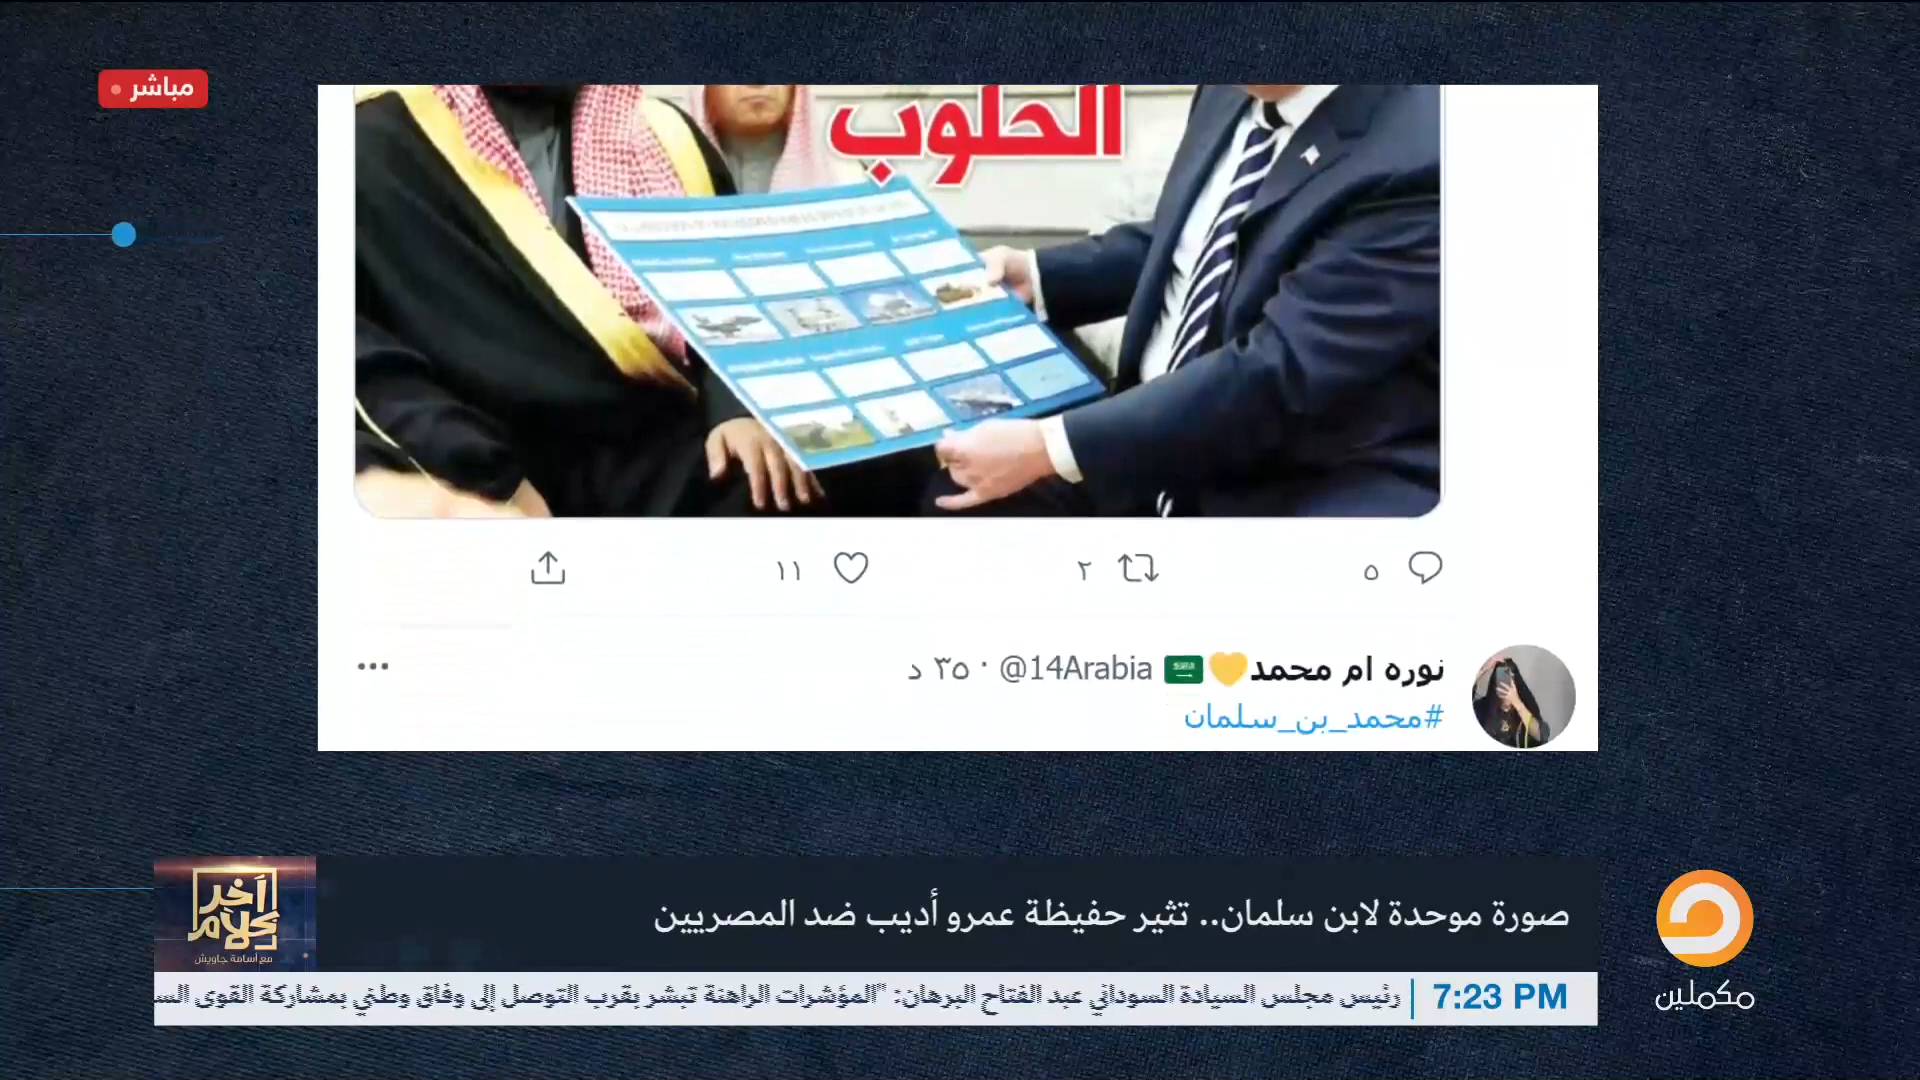 مباشر
الحلوب
٥
٢
١١
نوره ام محمد💛🇸🇦 @14Arabia · ٣٥ د
#محمد_بن_سلمان
آخر كلام
مع أسامة جاويش
صورة موحدة لابن سلمان.. تثير حفيظة عمرو أديب ضد المصريين
7:23 PM
رئيس مجلس السيادة السوداني عبد الفتاح البرهان: "المؤشرات الراهنة تبشر بقرب التوصل إلى وفاق وطني بمشاركة القوى الس
مكملين